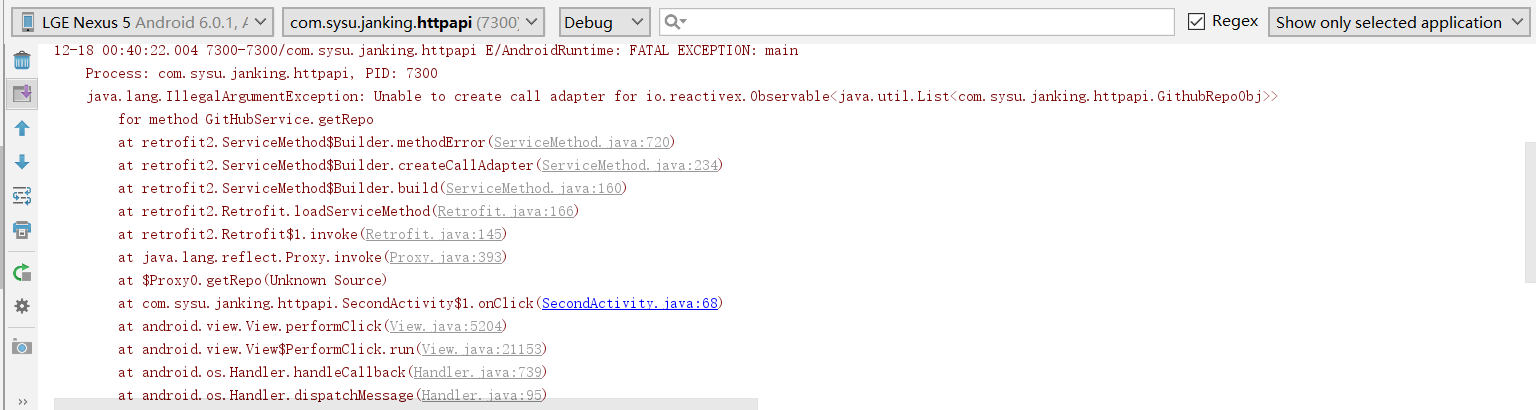 LGE Nexus 5 Android 6.0.1, A com.sysu.janking.httpapi (7300) Debug Regex Show only selected application
12-18 00:40:22.004 7300-7300/com.sysu.janking.httpapi E/AndroidRuntime: FATAL EXCEPTION: main
Process: com.sysu.janking.httpapi, PID: 7300
java.lang.IllegalArgumentException: Unable to create call adapter for io.reactivex.Observable<java.util.List<com.sysu.janking.httpapi.GithubRepoObj>>
for method GitHubService.getRepo
at retrofit2.ServiceMethod$Builder.methodError(ServiceMethod.java:720)
at retrofit2.ServiceMethod$Builder.createCallAdapter(ServiceMethod.java:234)
at retrofit2.ServiceMethod$Builder.build(ServiceMethod.java:160)
at retrofit2.Retrofit.loadServiceMethod(Retrofit.java:166)
at retrofit2.Retrofit$1.invoke(Retrofit.java:145)
at java.lang.reflect.Proxy.invoke(Proxy.java:393)
at $Proxy0.getRepo(Unknown Source)
at com.sysu.janking.httpapi.SecondActivity$1.onClick(SecondActivity.java:68)
at android.view.View.performClick(View.java:5204)
at android.view.View$PerformClick.run(View.java:21153)
at android.os.Handler.handleCallback(Handler.java:739)
at android.os.Handler.dispatchMessage(Handler.java:95)